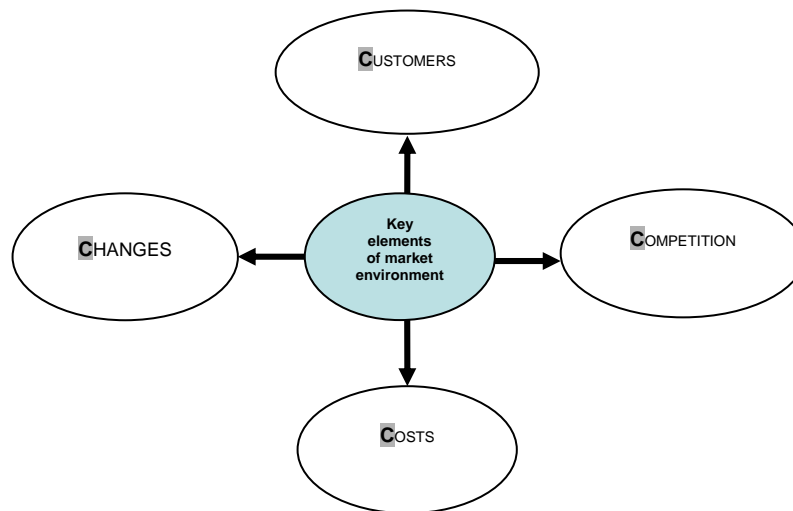 CUSTOMERS
Key
elements
of market
environment
CHANGES
COMPETITION
COSTS